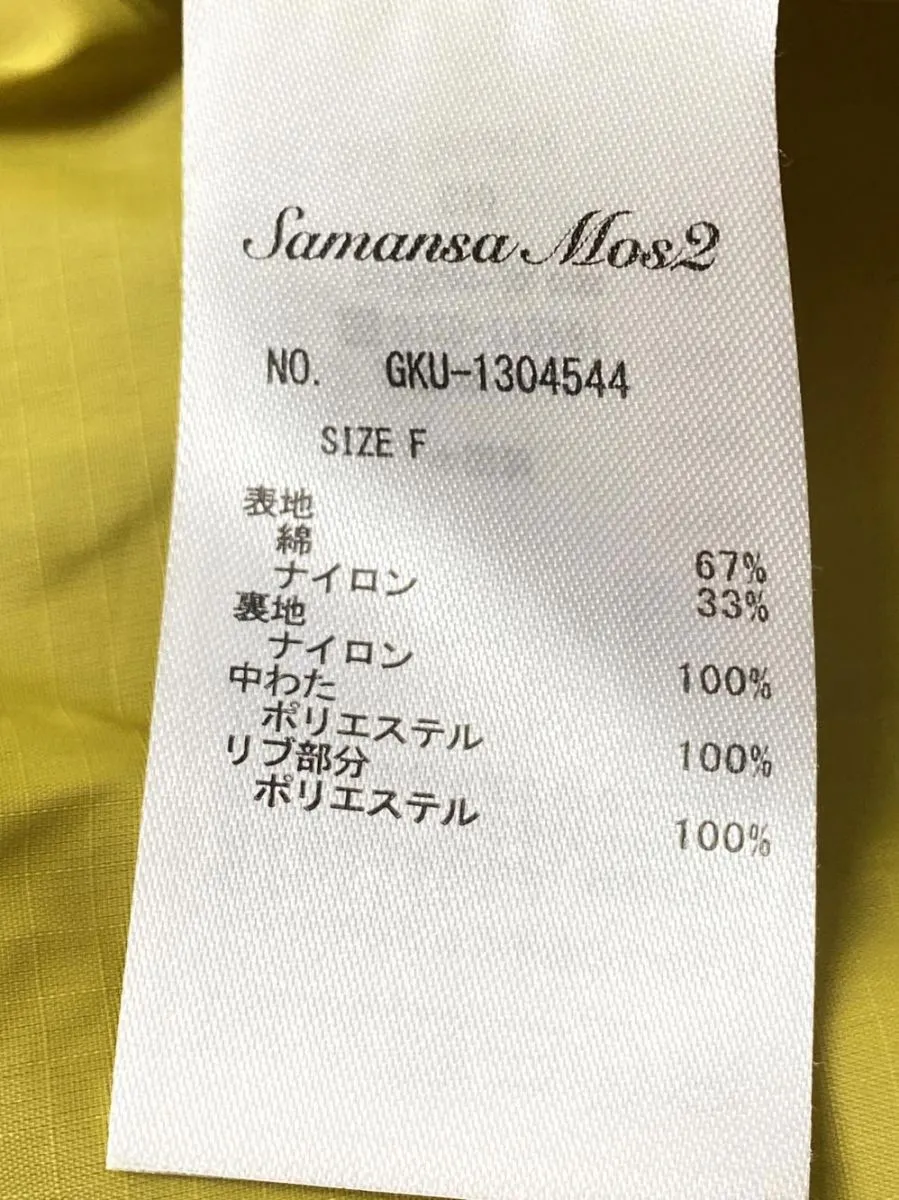 Samansa Mos2
NO. GKU-1304544
SIZE F
表地
綿 67%
ナイロン 33%
裏地
ナイロン 100%
中わた
ポリエステル 100%
リブ部分
ポリエステル 100%